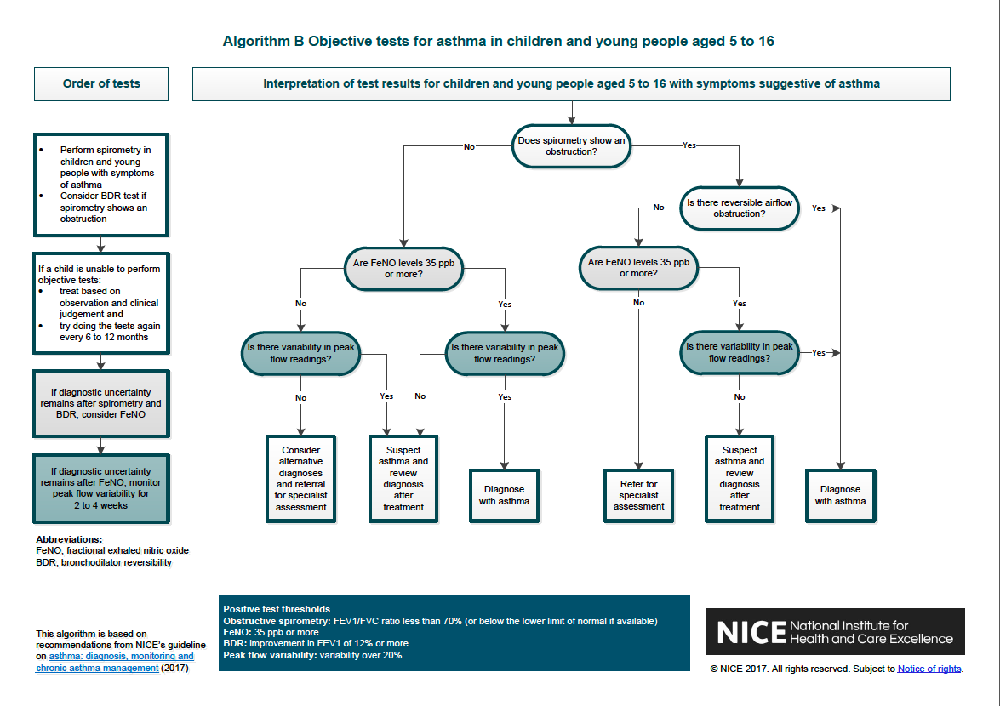 Algorithm B Objective tests for asthma in children and young people aged 5 to 16
Order of tests
Interpretation of test results for children and young people aged 5 to 16 with symptoms suggestive of asthma
• Perform spirometry in
children and young
people with symptoms
of asthma
• Consider BDR test if
spirometry shows an
obstruction
If a child is unable to perform
objective tests:
• treat based on
observation and clinical
judgement and
• try doing the tests again
every 6 to 12 months
If diagnostic uncertainty
remains after spirometry and
BDR, consider FeNO
If diagnostic uncertainty
remains after FeNO, monitor
peak flow variability for
2 to 4 weeks
Abbreviations:
FeNO, fractional exhaled nitric oxide
BDR, bronchodilator reversibility
Does spirometry show an
obstruction?
No
Yes
Is there reversible airflow
obstruction?
No
Yes
Are FeNO levels 35 ppb
or more?
Are FeNO levels 35 ppb
or more?
No
Yes
No
Yes
Is there variability in peak
flow readings?
Is there variability in peak
flow readings?
Is there variability in peak
flow readings?
Yes
No
Yes
No
Yes
No
Consider
alternative
diagnoses
and referral
for specialist
assessment
Suspect
asthma and
review
diagnosis
after
treatment
Diagnose
with asthma
Refer for
specialist
assessment
Suspect
asthma and
review
diagnosis
after
treatment
Diagnose
with asthma
Positive test thresholds
Obstructive spirometry: FEV1/FVC ratio less than 70% (or below the lower limit of normal if available)
FeNO: 35 ppb or more
BDR: improvement in FEV1 of 12% or more
Peak flow variability: variability over 20%
This algorithm is based on
recommendations from NICE's guideline
on asthma: diagnosis, monitoring and
chronic asthma management (2017)
NICE National Institute for
Health and Care Excellence
© NICE 2017. All rights reserved. Subject to Notice of rights.